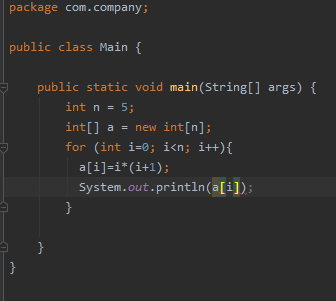 package com.company;
public class Main {
public static void main(String[] args) {
int n = 5;
int[] a = new int[n];
for (int i=0; i<n; i++){
a[i]=i*(i+1);
System.out.println(a[i]);
}
}
}